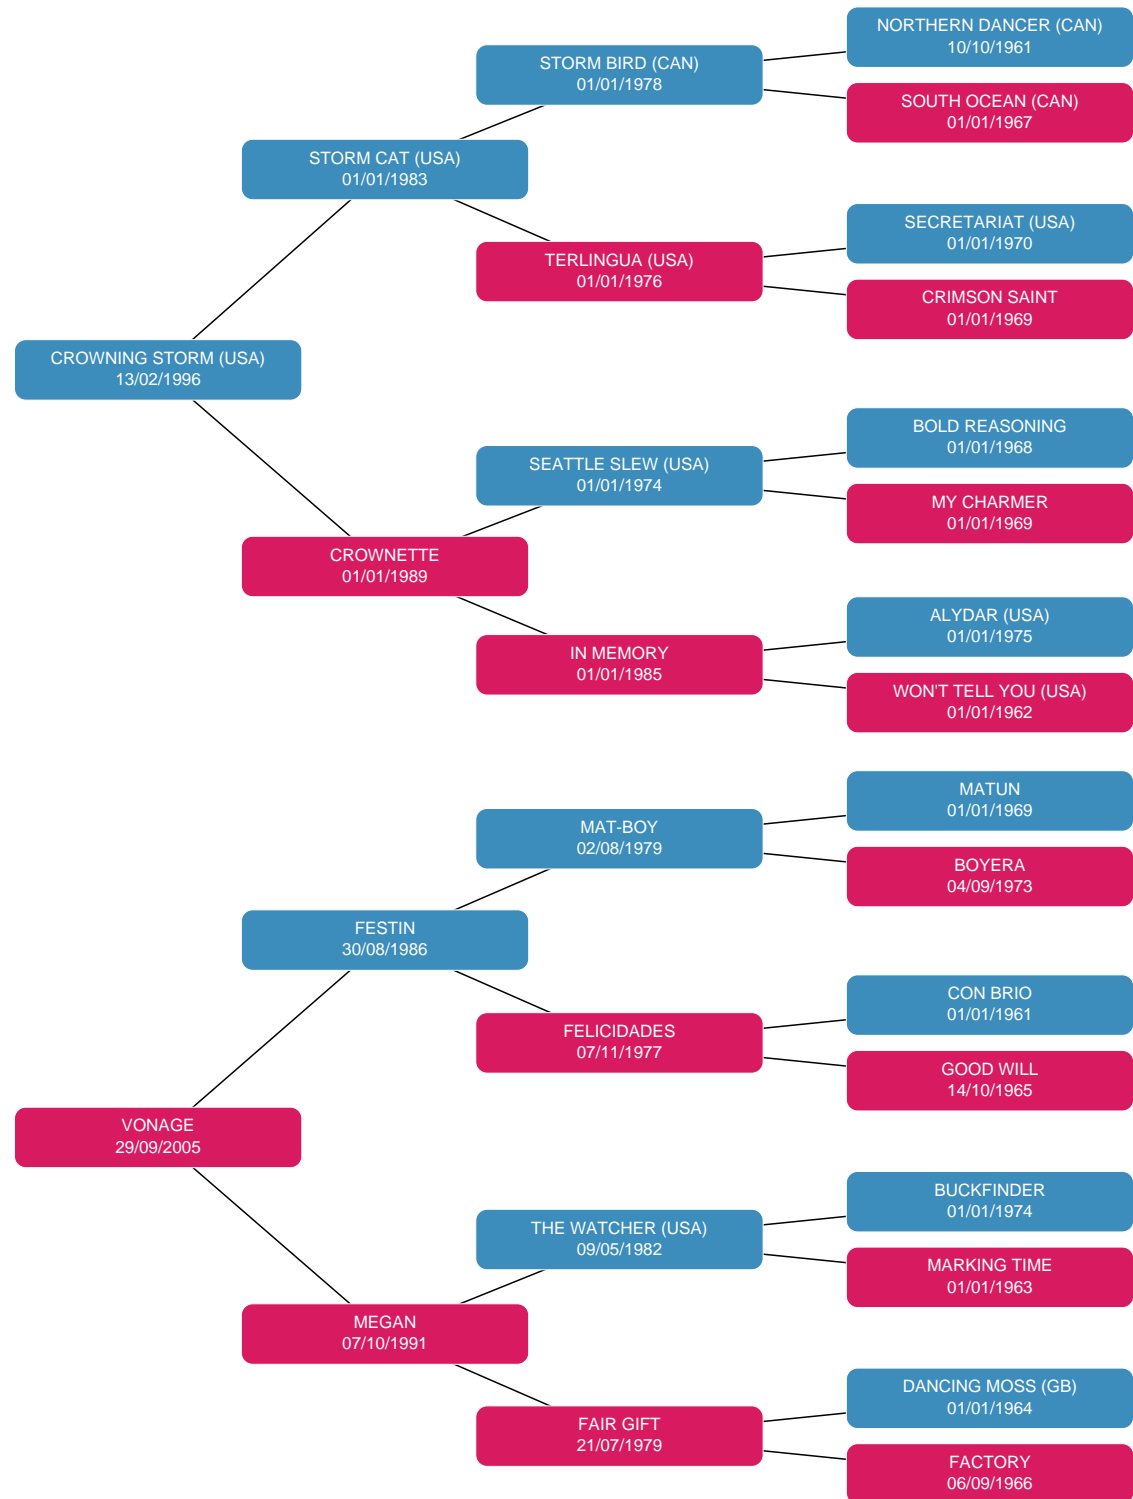 NORTHERN DANCER (CAN)
10/10/1961
STORM BIRD (CAN)
01/01/1978
SOUTH OCEAN (CAN)
01/01/1967
STORM CAT (USA)
01/01/1983
SECRETARIAT (USA)
01/01/1970
TERLINGUA (USA)
01/01/1976
CRIMSON SAINT
01/01/1969
CROWNING STORM (USA)
13/02/1996
BOLD REASONING
01/01/1968
SEATTLE SLEW (USA)
01/01/1974
MY CHARMER
01/01/1969
CROWNETTE
01/01/1989
ALYDAR (USA)
01/01/1975
IN MEMORY
01/01/1985
WON'T TELL YOU (USA)
01/01/1962
MATUN
01/01/1969
MAT-BOY
02/08/1979
BOYERA
04/09/1973
FESTIN
30/08/1986
CON BRIO
01/01/1961
FELICIDADES
07/11/1977
GOOD WILL
14/10/1965
VONAGE
29/09/2005
BUCKFINDER
01/01/1974
THE WATCHER (USA)
09/05/1982
MARKING TIME
01/01/1963
MEGAN
07/10/1991
DANCING MOSS (GB)
01/01/1964
FAIR GIFT
21/07/1979
FACTORY
06/09/1966